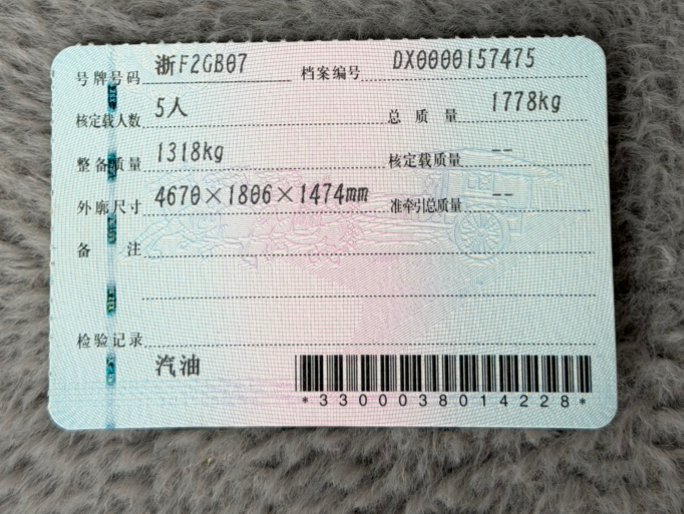 号牌号码 浙F2GB07 档案编号 DX0000157475
核定载人数 5人 总质量 1778kg
整备质量 1318kg 核定载质量 --
外廓尺寸 4670×1806×1474mm 准牵引总质量 --
备注
检验记录
汽油
*330003801422​8*